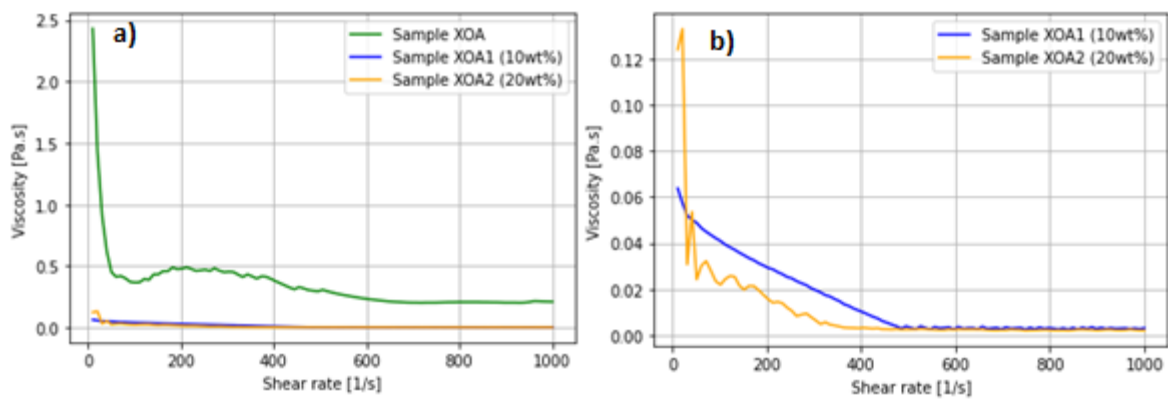 a)
Sample XOA
Sample XOA1 (10wt%)
Sample XOA2 (20wt%)
Viscosity [Pa.s]
2.5
2.0
1.5
1.0
0.5
0.0
0 200 400 600 800 1000
Shear rate [1/s]
b)
Sample XOA1 (10wt%)
Sample XOA2 (20wt%)
Viscosity [Pa.s]
0.12
0.10
0.08
0.06
0.04
0.02
0.00
0 200 400 600 800 1000
Shear rate [1/s]